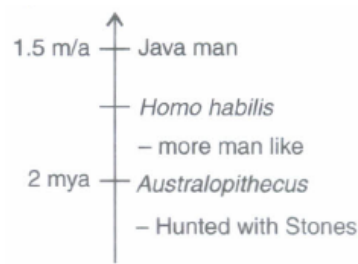 1.5 m/a Java man
Homo habilis
– more man like
2 mya Australopithecus
– Hunted with Stones